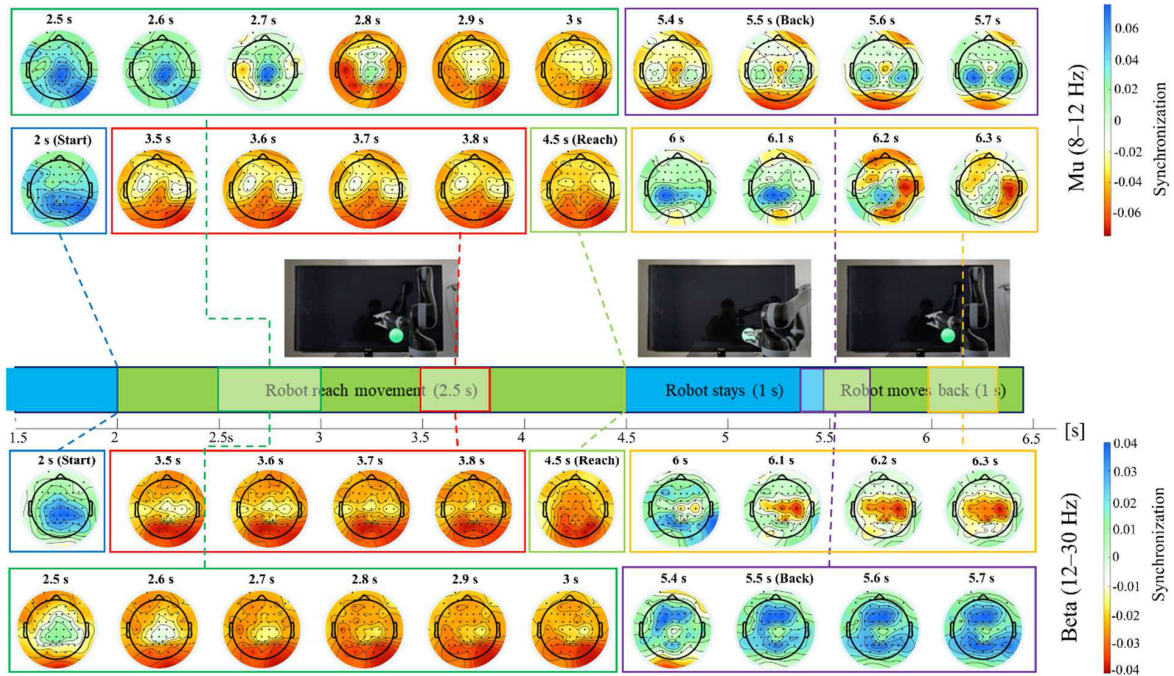 2.5 s 2.6 s 2.7 s 2.8 s 2.9 s 3 s 5.4 s 5.5 s (Back) 5.6 s 5.7 s
2 s (Start) 3.5 s 3.6 s 3.7 s 3.8 s 4.5 s (Reach) 6 s 6.1 s 6.2 s 6.3 s
Mu (8–12 Hz)
Synchronization
0.06
0.04
0.02
0
-0.02
-0.04
-0.06
Robot reach movement (2.5 s) Robot stays (1 s) Robot moves back (1 s)
1.5 2 2.5s 3 3.5 4 4.5 5 5.5 6 6.5 [s]
2 s (Start) 3.5 s 3.6 s 3.7 s 3.8 s 4.5 s (Reach) 6 s 6.1 s 6.2 s 6.3 s
2.5 s 2.6 s 2.7 s 2.8 s 2.9 s 3 s 5.4 s 5.5 s (Back) 5.6 s 5.7 s
Beta (12–30 Hz)
Synchronization
0.04
0.03
0.02
0.01
0
-0.01
-0.02
-0.03
-0.04